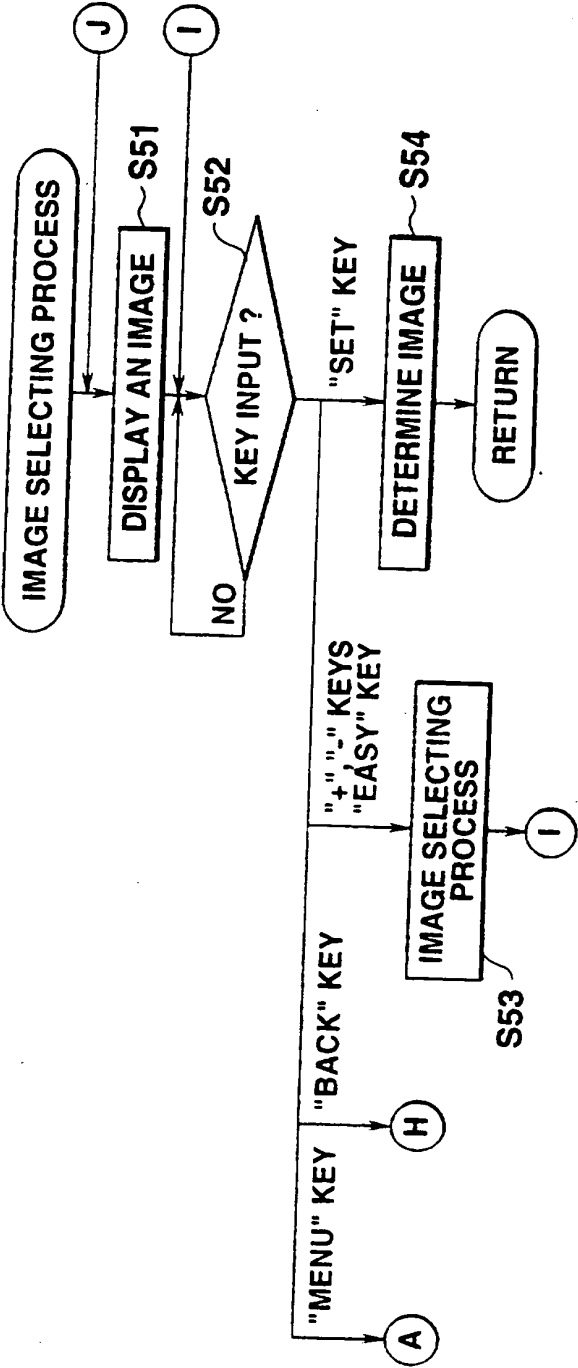 IMAGE SELECTING PROCESS
J
DISPLAY AN IMAGE
S51
I
S52
KEY INPUT ?
NO
"MENU" KEY
"BACK" KEY
"+" ,"-" KEYS
"EASY" KEY
"SET" KEY
A
H
IMAGE SELECTING
PROCESS
S53
I
DETERMINE IMAGE
S54
RETURN